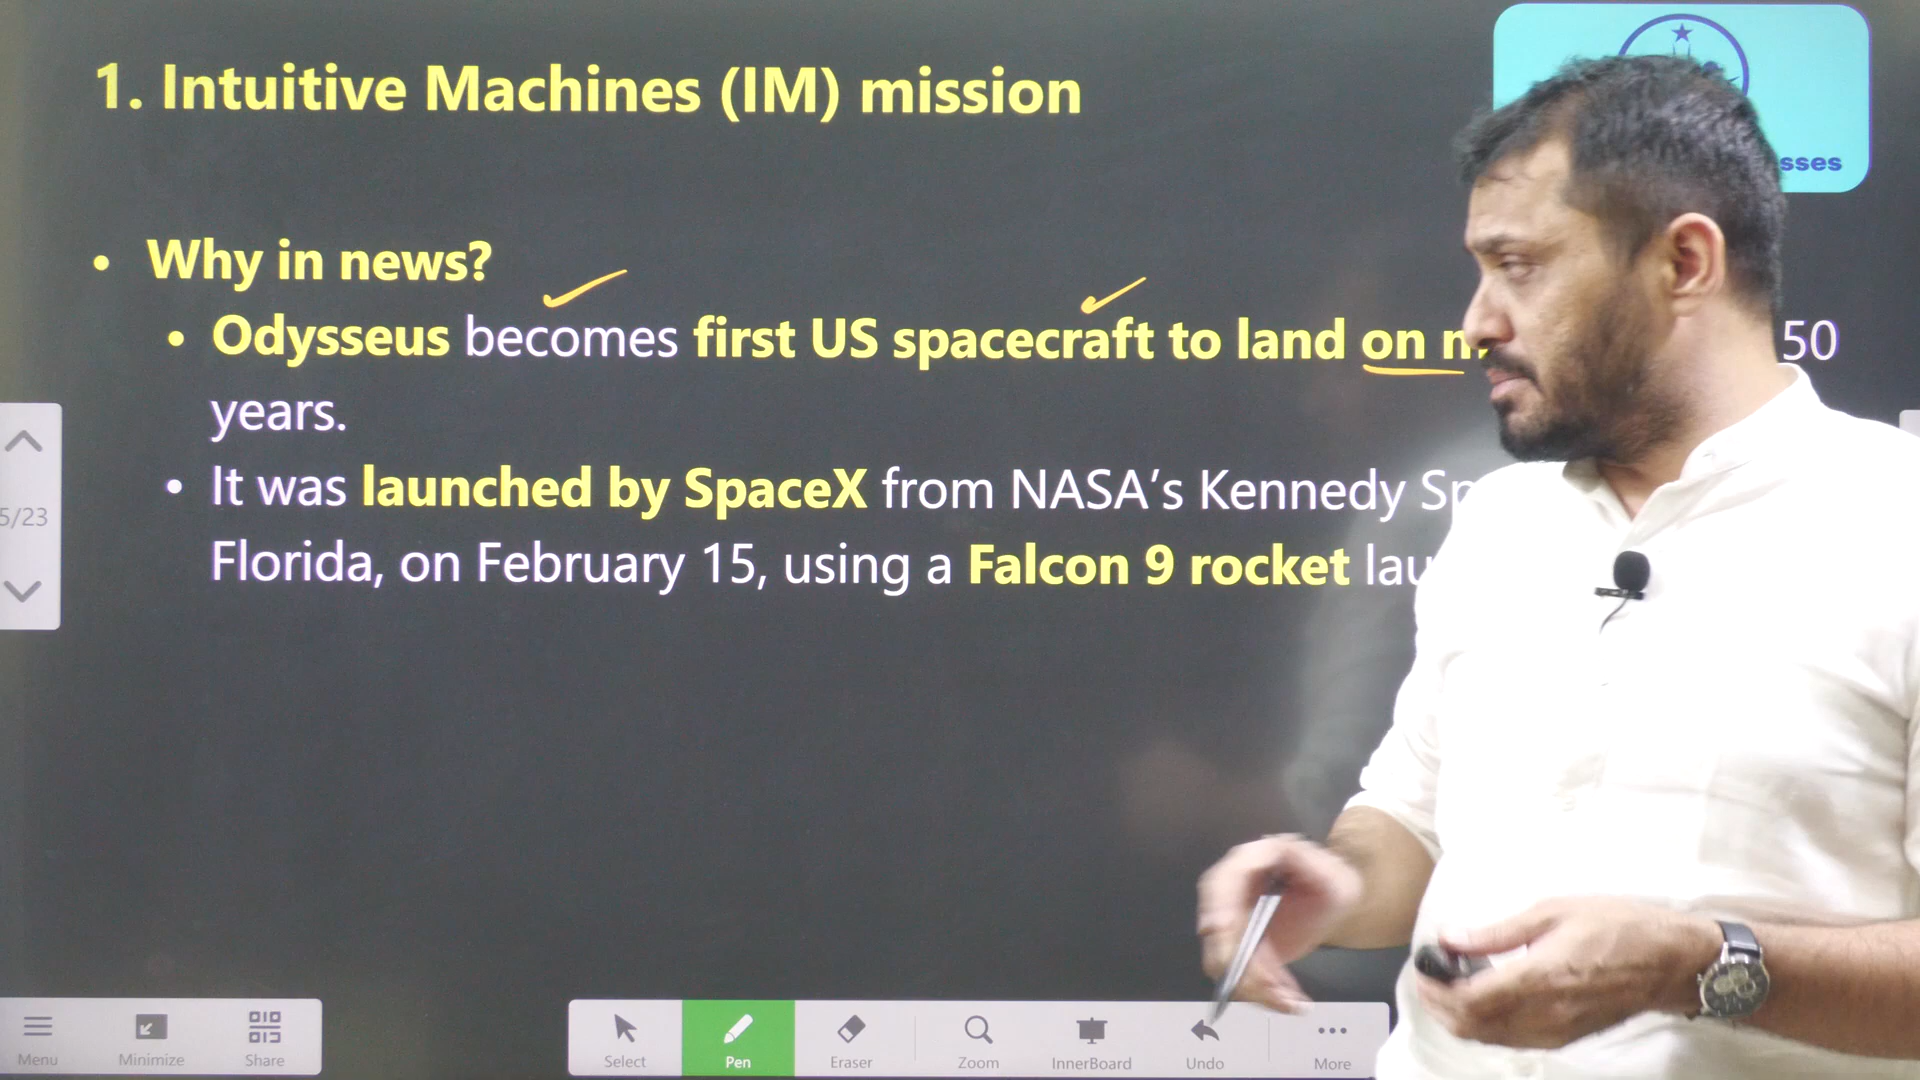 1. Intuitive Machines (IM) mission
sses
• Why in news?
• Odysseus becomes first US spacecraft to land on 50
years.
• It was launched by SpaceX from NASA's Kennedy
Florida, on February 15, using a Falcon 9 rocket
5/23
Menu Minimize Share Select Pen Eraser Zoom InnerBoard Undo More